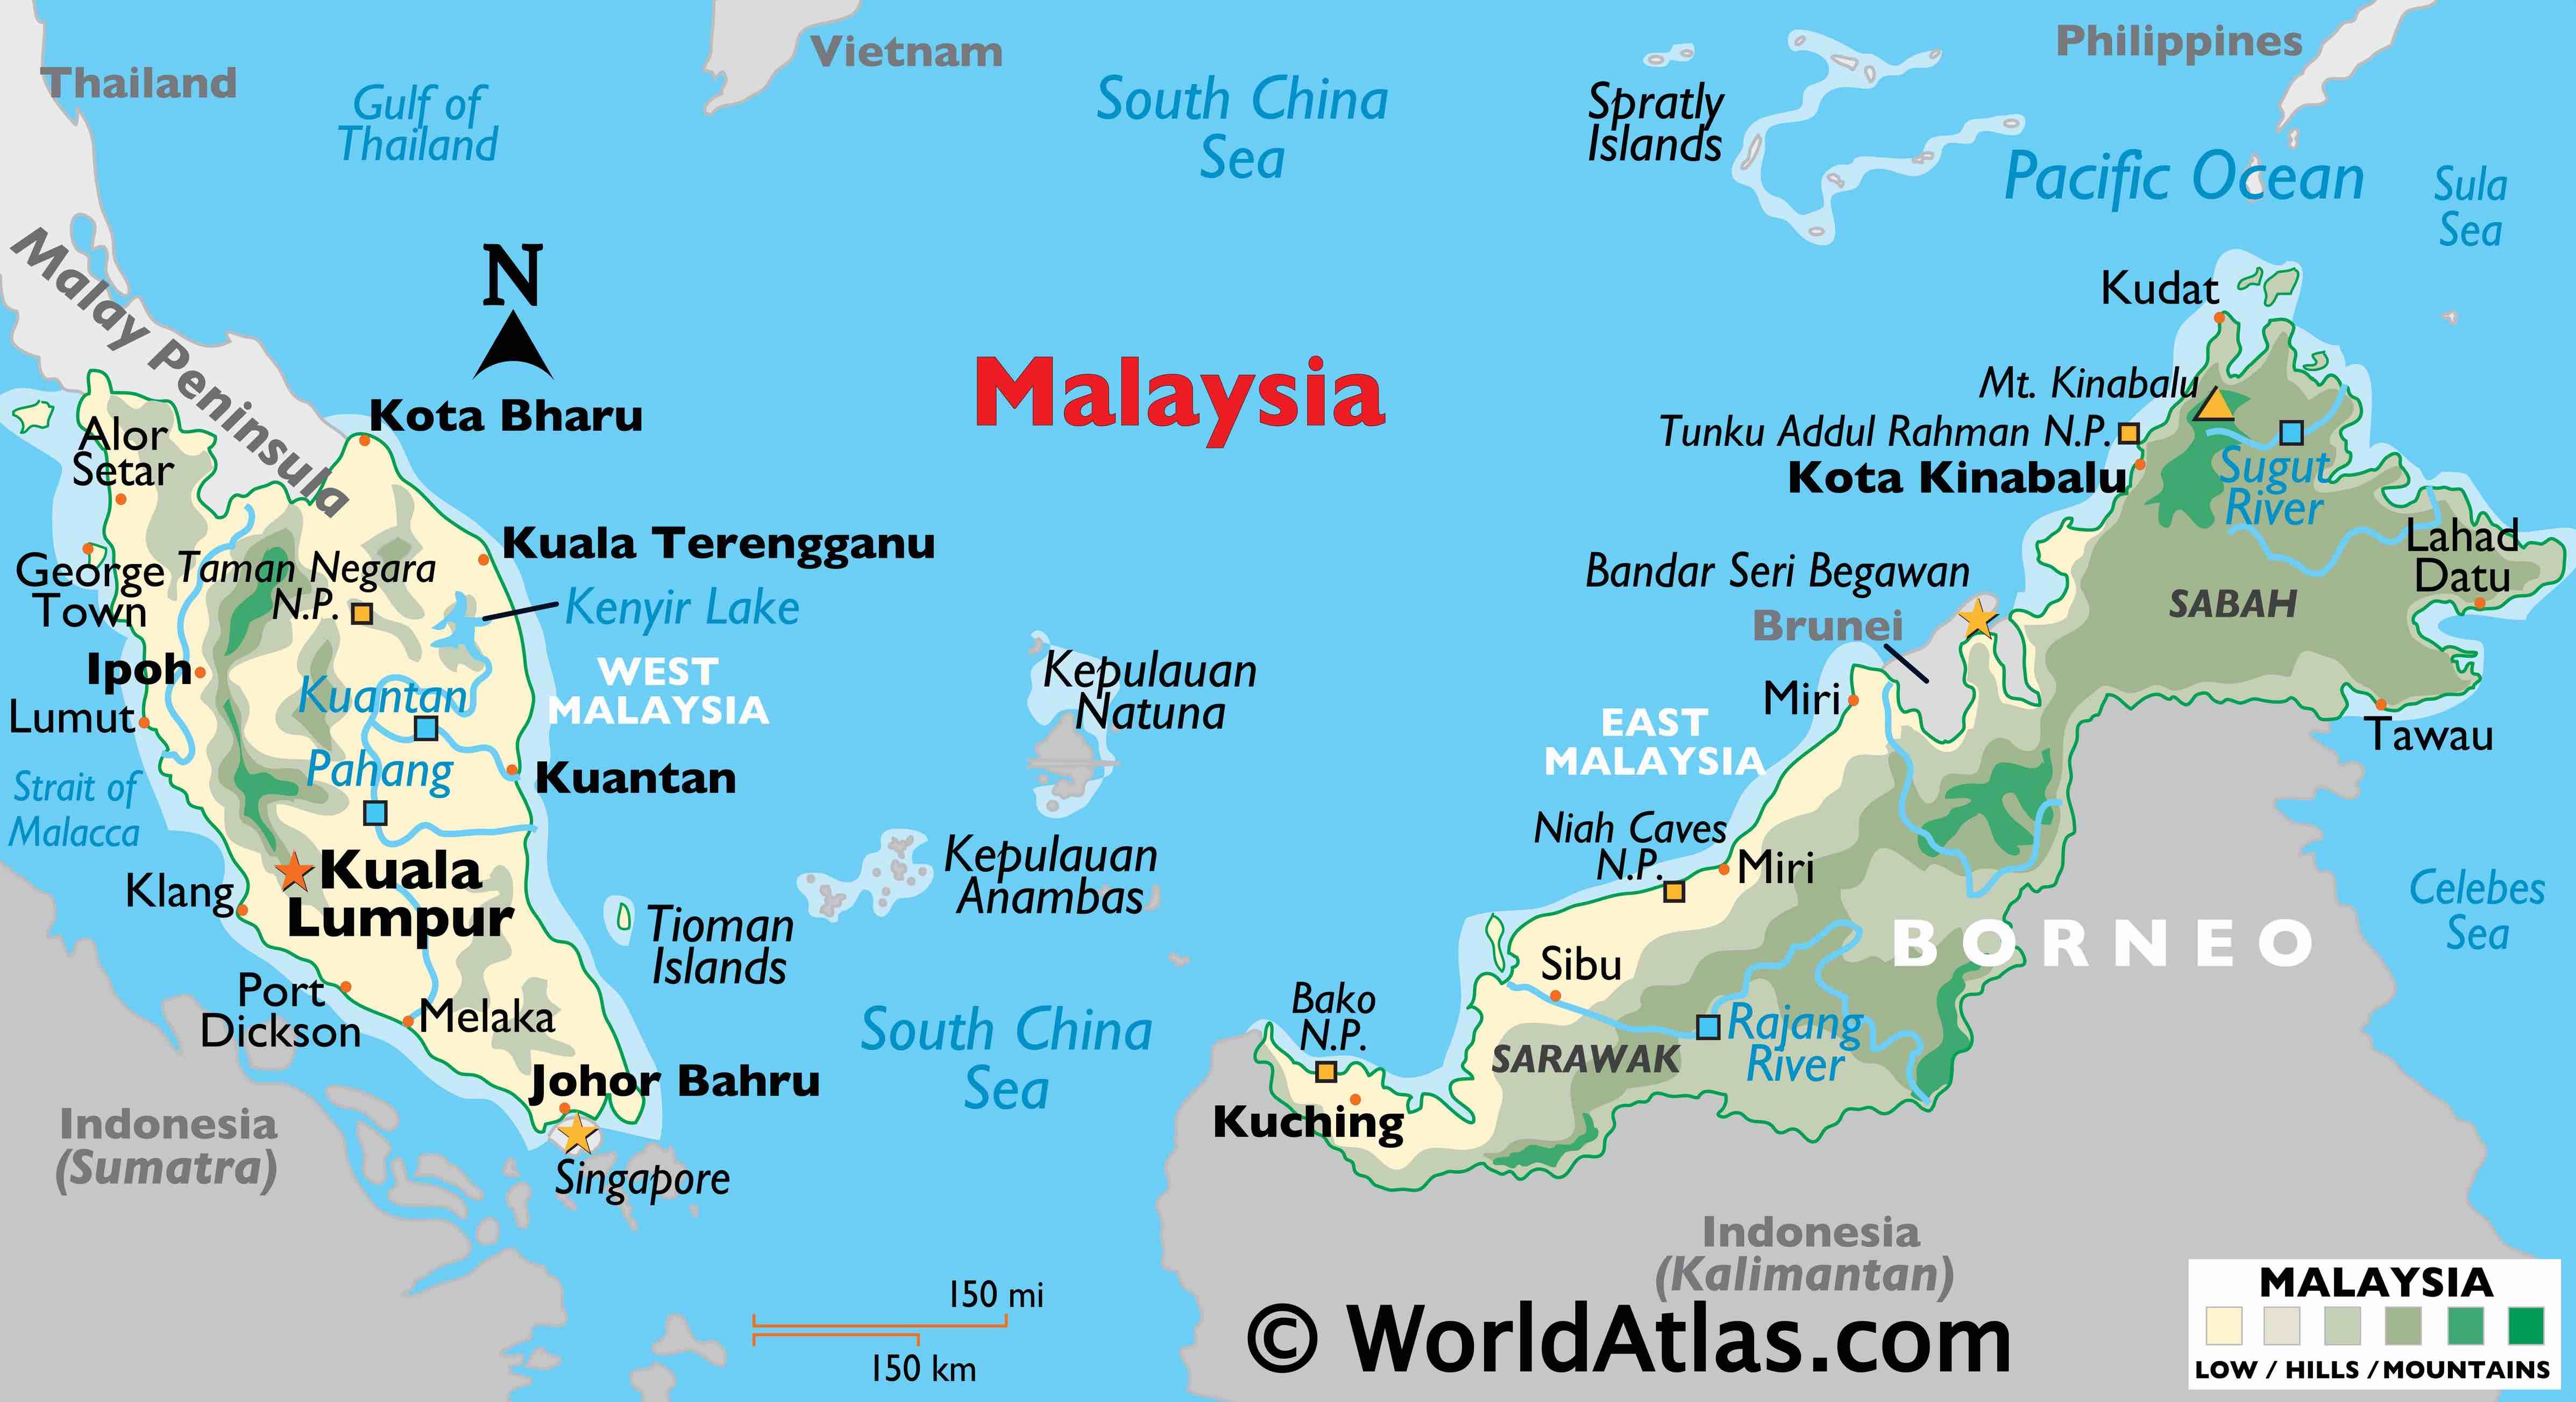 Thailand
Gulf of
Thailand
Vietnam
South China
Sea
Spratly
Islands
Philippines
Pacific Ocean
Sula
Sea
Malay Peninsula
N
Kota Bharu
Malaysia
Kudat
Mt. Kinabalu
Tunku Addul Rahman N.P.
Kota Kinabalu
Sugut
River
Alor
Setar
George
Town
Taman Negara
N.P.
Kuala Terengganu
Kenyir Lake
WEST
MALAYSIA
Ipoh
Lumut
Kuantan
Pahang
Kuantan
Strait of
Malacca
Kuala
Lumpur
Klang
Port
Dickson
Melaka
Johor Bahru
Singapore
Indonesia
(Sumatra)
Tioman
Islands
Kepulauan
Natuna
Kepulauan
Anambas
South China
Sea
Bandar Seri Begawan
Brunei
Lahad
Datu
SABAH
Miri
EAST
MALAYSIA
Tawau
Niah Caves
N.P.
Miri
BORNEO
Celebes
Sea
Sibu
Bako
N.P.
Kuching
SARAWAK
Rajang
River
Indonesia
(Kalimantan)
150 mi
150 km
© WorldAtlas.com
MALAYSIA
LOW / HILLS / MOUNTAINS